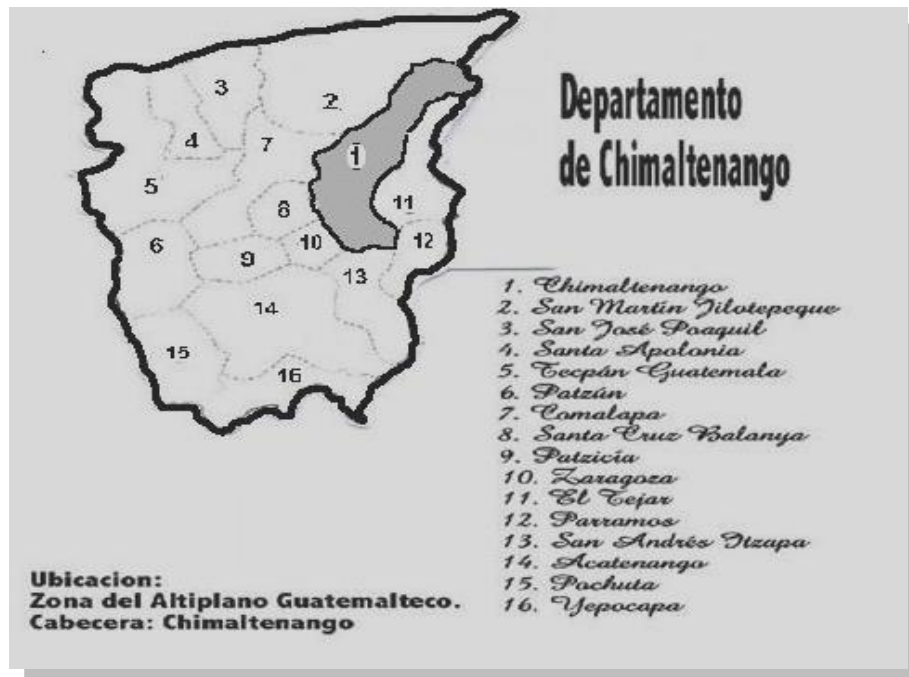 Departamento
de Chimaltenango
3
2
4
7
1
5
8
11
6
10
12
9
13
14
15
16
1. Chimaltenango
2. San Martín Jilotepeque
3. San José Poaquil
4. Santa Apolonia
5. Tecpán Guatemala
6. Patzún
7. Comalapa
8. Santa Cruz Balanya
9. Patzicía
10. Zaragoza
11. El Tejar
12. Parramos
13. San Andrés Itzapa
14. Acatenango
15. Pochuta
16. Yepocapa
Ubicacion:
Zona del Altiplano Guatemalteco.
Cabecera: Chimaltenango